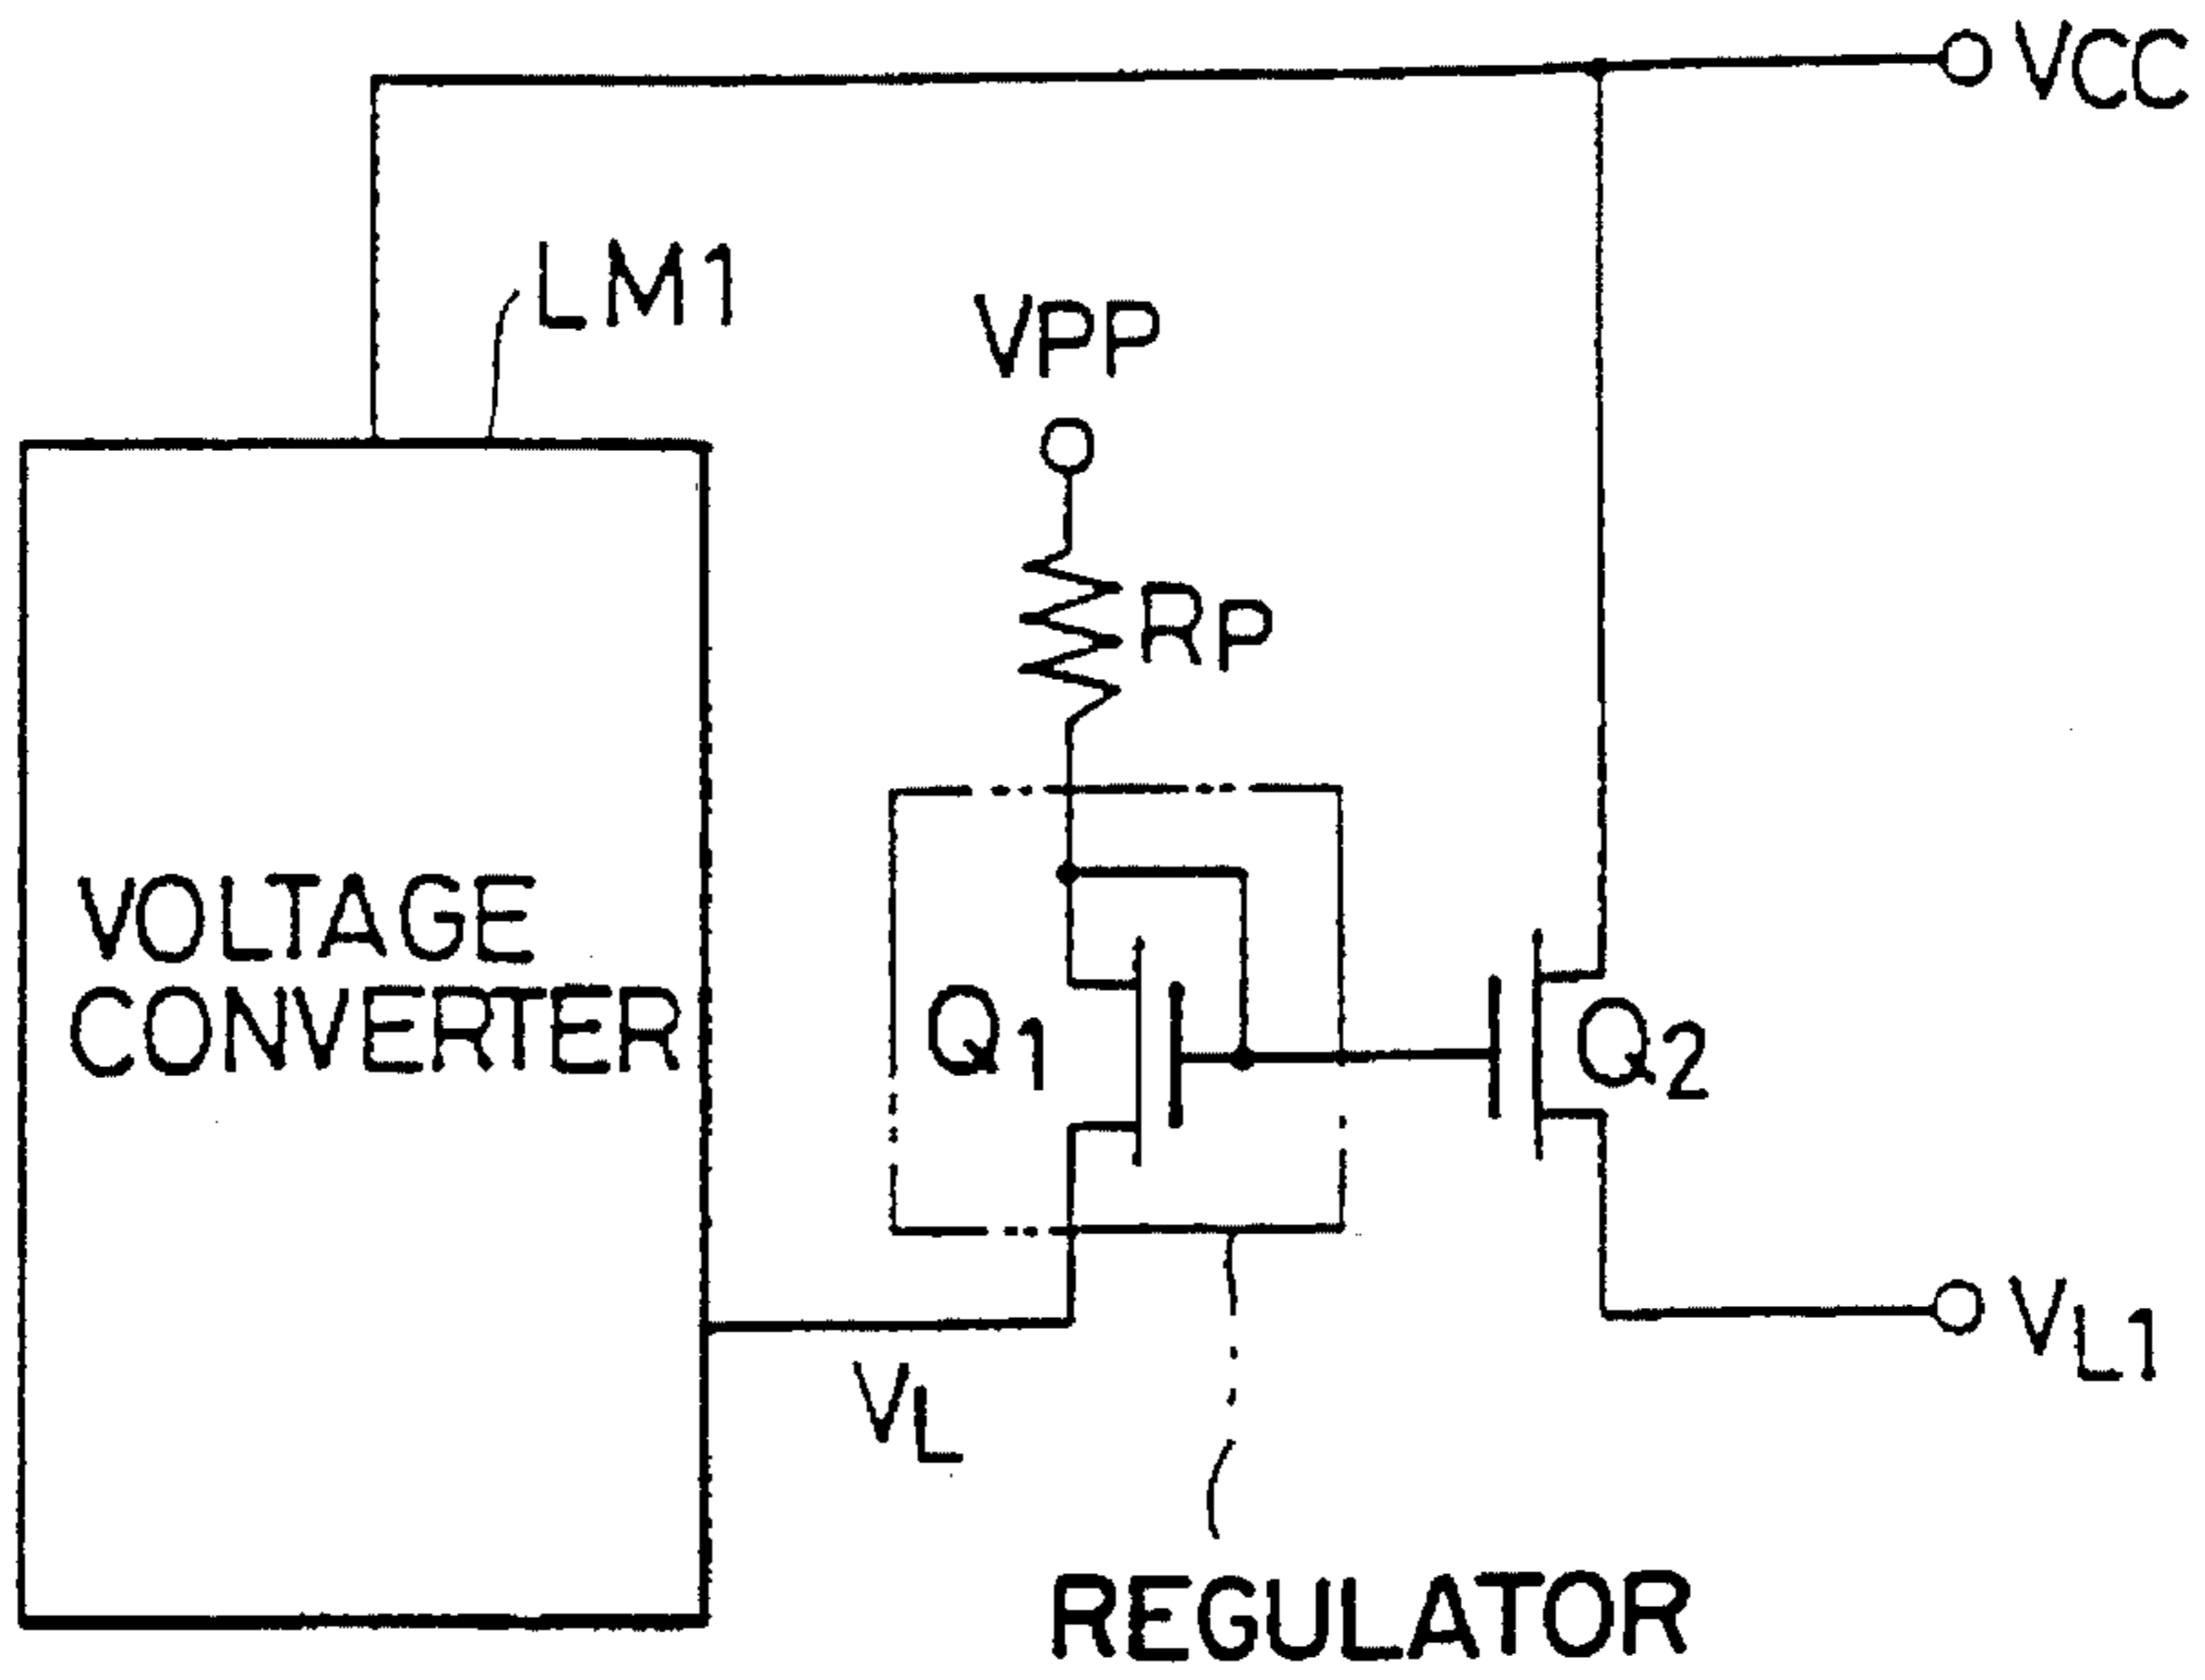 VCC
LM1
VPP
RP
VOLTAGE
CONVERTER
Q1
Q2
VL1
VL
REGULATOR